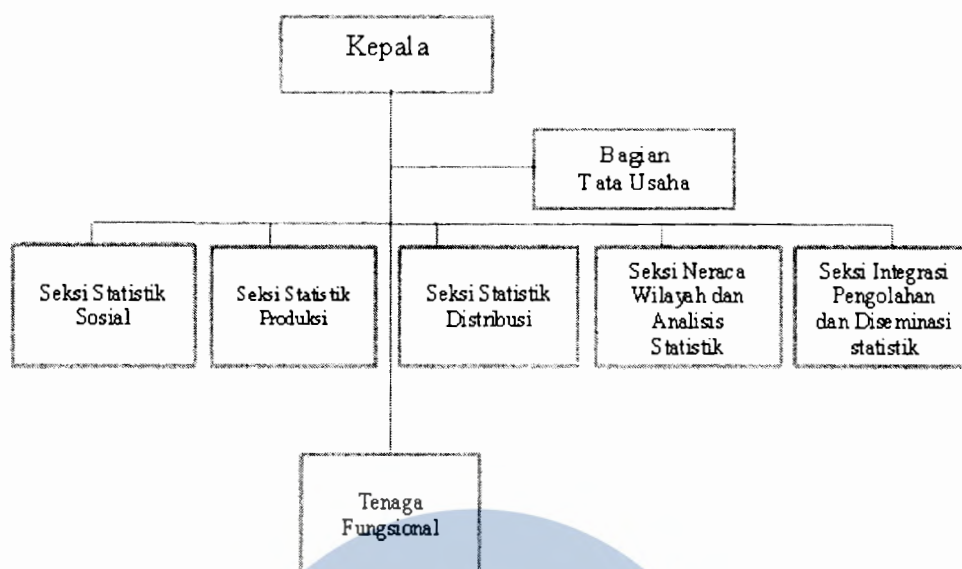 Kepala
Bagian
Tata Usaha
Seksi Statistik
Sosial
Seksi Statistik
Produksi
Seksi Statistik
Distribusi
Seksi Neraca
Wilayah dan
Analisis
Statistik
Seksi Integrasi
Pengolahan
dan Diseminasi
statistik
Tenaga
Fungsional